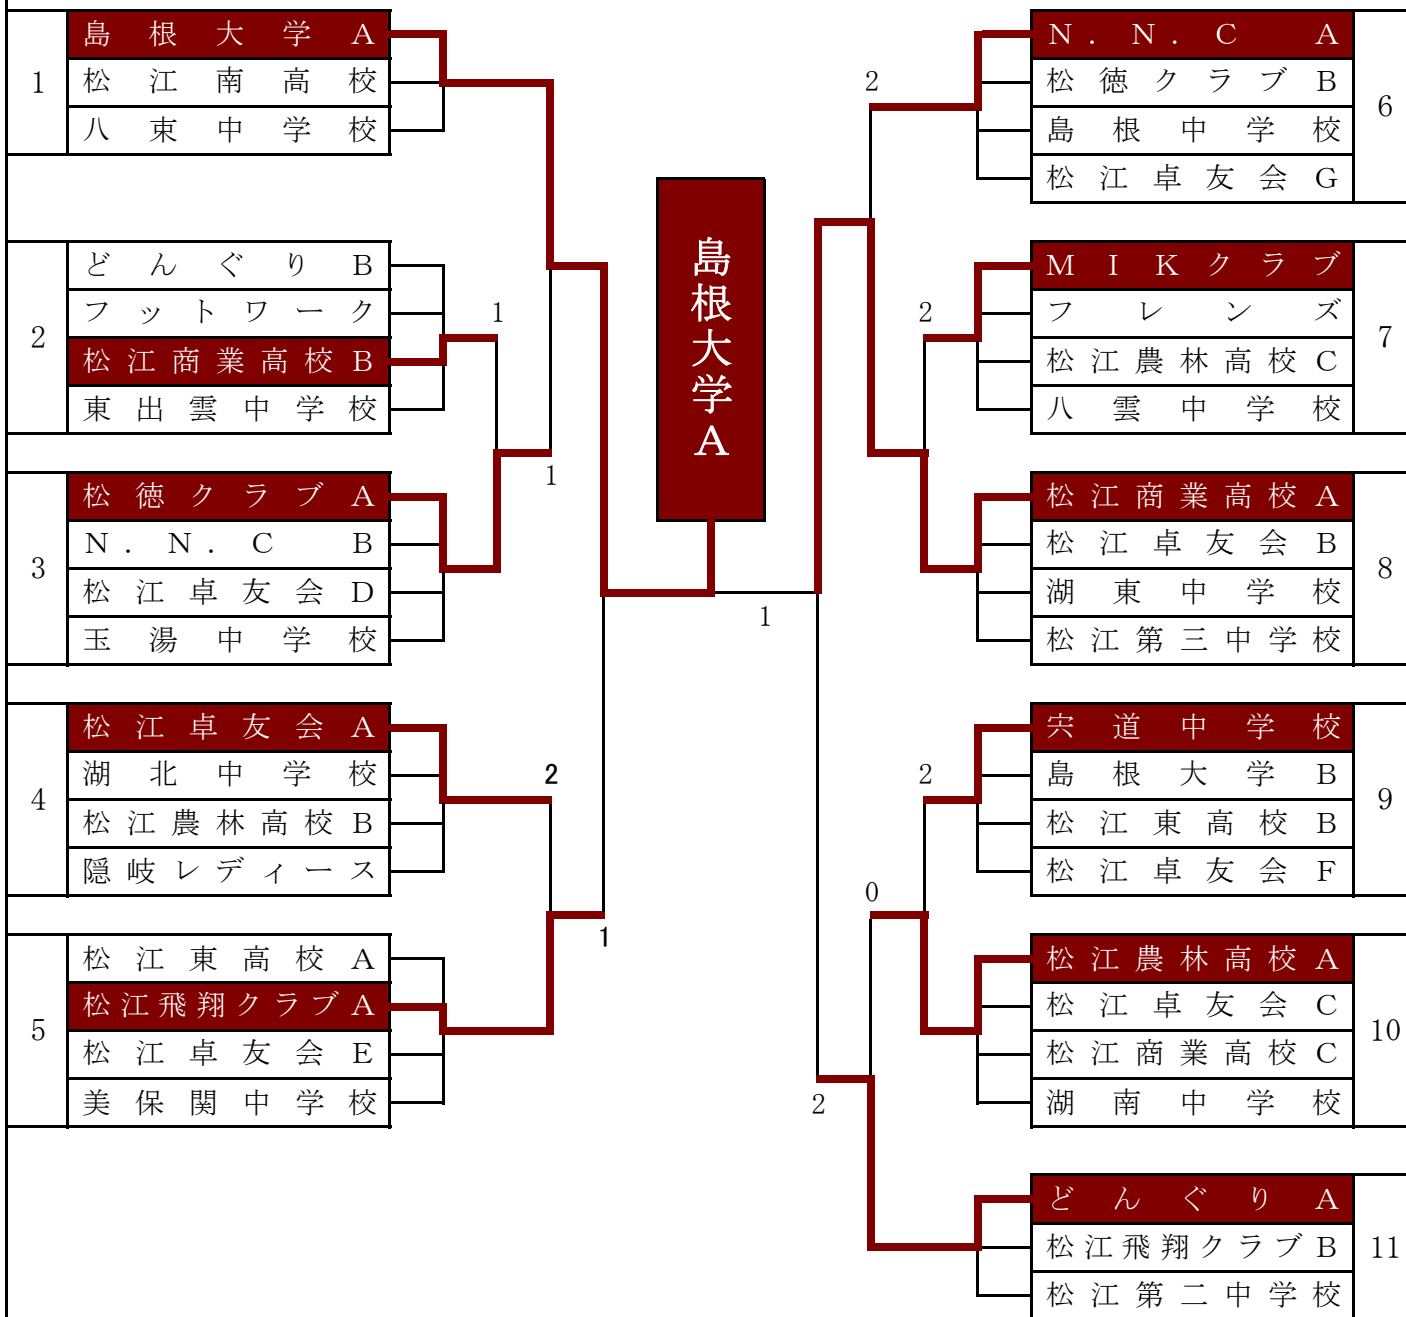 1
島根大学A
松江南高校
八束中学校
2
どんぐりB
フットワーク
松江商業高校B
東出雲中学校
1
3
松徳クラブA
N.N.C B
松江卓友会D
玉湯中学校
1
4
松江卓友会A
湖北中学校
松江農林高校B
隠岐レディース
2
5
松江東高校A
松江飛翔クラブA
松江卓友会E
美保関中学校
1
島根大学A
1
2
N.N.C A
松徳クラブB
島根中学校
松江卓友会G
6
2
MIKクラブ
フレンズ
松江農林高校C
八雲中学校
7
松江商業高校A
松江卓友会B
湖東中学校
松江第三中学校
8
2
宍道中学校
島根大学B
松江東高校B
松江卓友会F
9
0
松江農林高校A
松江卓友会C
松江商業高校C
湖南中学校
10
2
どんぐりA
松江飛翔クラブB
松江第二中学校
11